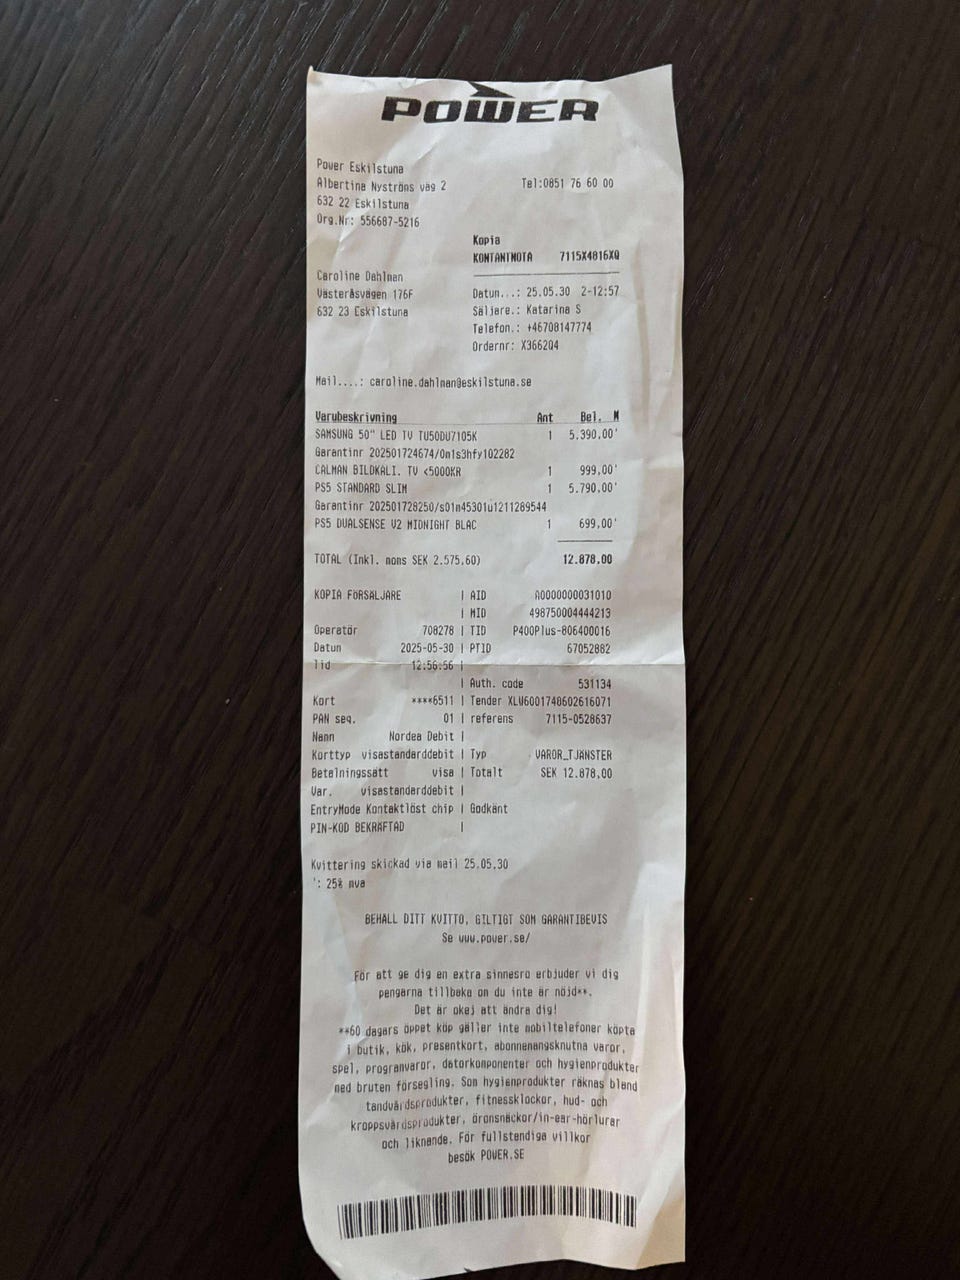 POWER
Power Eskilstuna
Albertina Nyströms väg 2 Tel:0851 76 60 00
632 22 Eskilstuna
Org.Nr: 556687-5216
Kopia
KONTANTNOTA 7115X4816XQ
Caroline Dahlman
Västeråsvägen 176F Datum...: 25.05.30 2-12:57
632 23 Eskilstuna Säljare.: Katarina S
Telefon.: +46708147774
Ordernr: X3662Q4
Mail....: caroline.dahlman@eskilstuna.se
Varubeskrivning Ant Bel. M
SAMSUNG 50" LED TV TU50DU7105K 1 5.390,00'
Garantinr 202501724674/0m1s3hfy102282
CALMAN BILDKALI. TV <5000KR 1 999,00'
PS5 STANDARD SLIM 1 5.790,00'
Garantinr 202501728250/s01m45301u1211289544
PS5 DUALSENSE V2 MIDNIGHT BLAC 1 699,00'
TOTAL (Inkl. moms SEK 2.575,60) 12.878,00
KOPIA FöRSÄLJARE | AID A0000000031010
| MID 498750004444213
Operatör 708278 | TID P400Plus-806400016
Datum 2025-05-30 | PTID 67052882
Tid 12:56:56 |
| Auth. code 531134
Kort ****6511 | Tender XLW6001748602616071
PAN seq. 01 | referens 7115-0528637
Namn Nordea Debit |
Korttyp visastandarddebit | Typ VAROR_TJÄNSTER
Betalningssätt visa | Totalt SEK 12.878,00
Var. visastandarddebit |
EntryMode Kontaktlöst chip | Godkänt
PIN-KOD BEKRÄFTAD |
Kvittering skickad via mail 25.05.30
': 25% mva
BEHÅLL DITT KVITTO, GILTIGT SOM GARANTIBEVIS
Se www.power.se/
För att ge dig en extra sinnesro erbjuder vi dig
pengarna tillbaka om du inte är nöjd**.
Det är okej att ändra dig!
**60 dagars öppet köp gäller inte mobiltelefoner köpta
i butik, kök, presentkort, abonnemangsknutna varor,
spel, programvaror, datorkomponenter och hygienprodukter
med bruten försegling. Som hygienprodukter räknas bland
tandvårdsprodukter, fitnessklockor, hud- och
kroppsvårdsprodukter, öronsnäckor/in-ear-hörlurar
och liknande. För fullständiga villkor
besök POWER.SE